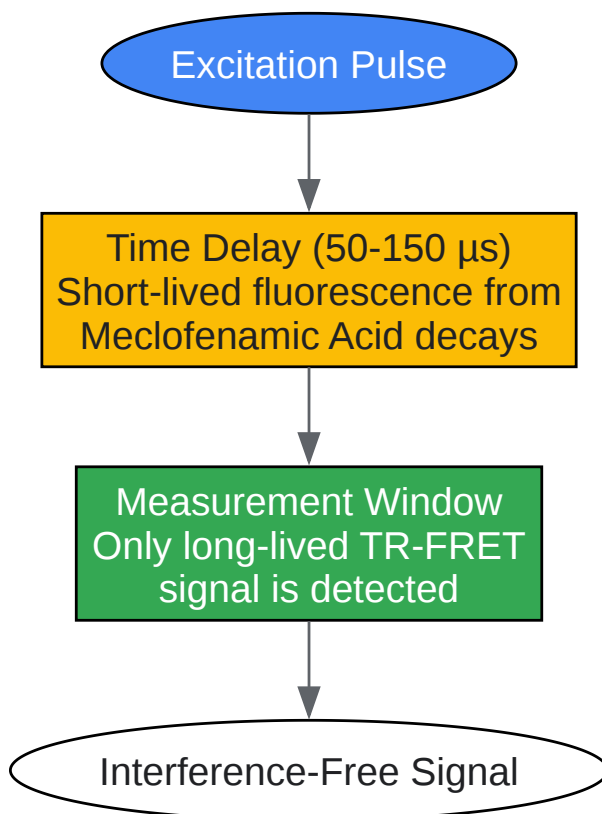 Excitation Pulse
Time Delay (50-150 µs)
Short-lived fluorescence from
Meclofenamic Acid decays
Measurement Window
Only long-lived TR-FRET
signal is detected
Interference-Free Signal